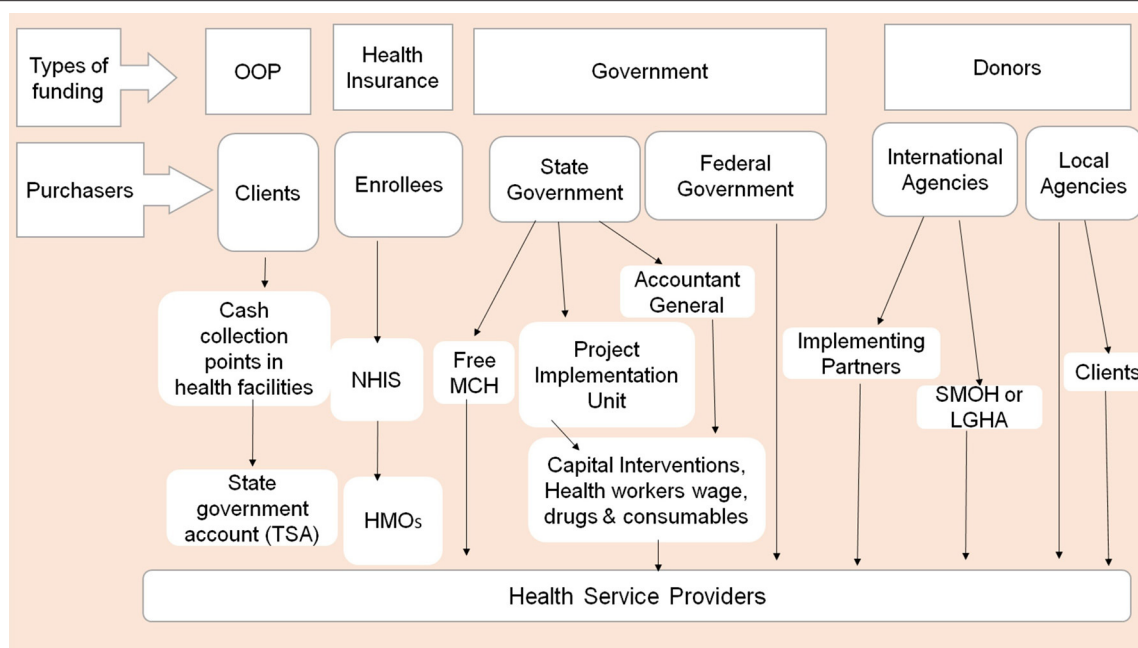 Types of
funding
OOP
Health
Insurance
Government
Donors
Purchasers
Clients
Enrollees
State
Government
Federal
Government
International
Agencies
Local
Agencies
Cash
collection
points in
health facilities
NHIS
Free
MCH
Project
Implementation
Unit
Accountant
General
Implementing
Partners
SMOH or
LGHA
Clients
State
government
account (TSA)
HMOs
Capital Interventions,
Health workers wage,
drugs & consumables
Health Service Providers